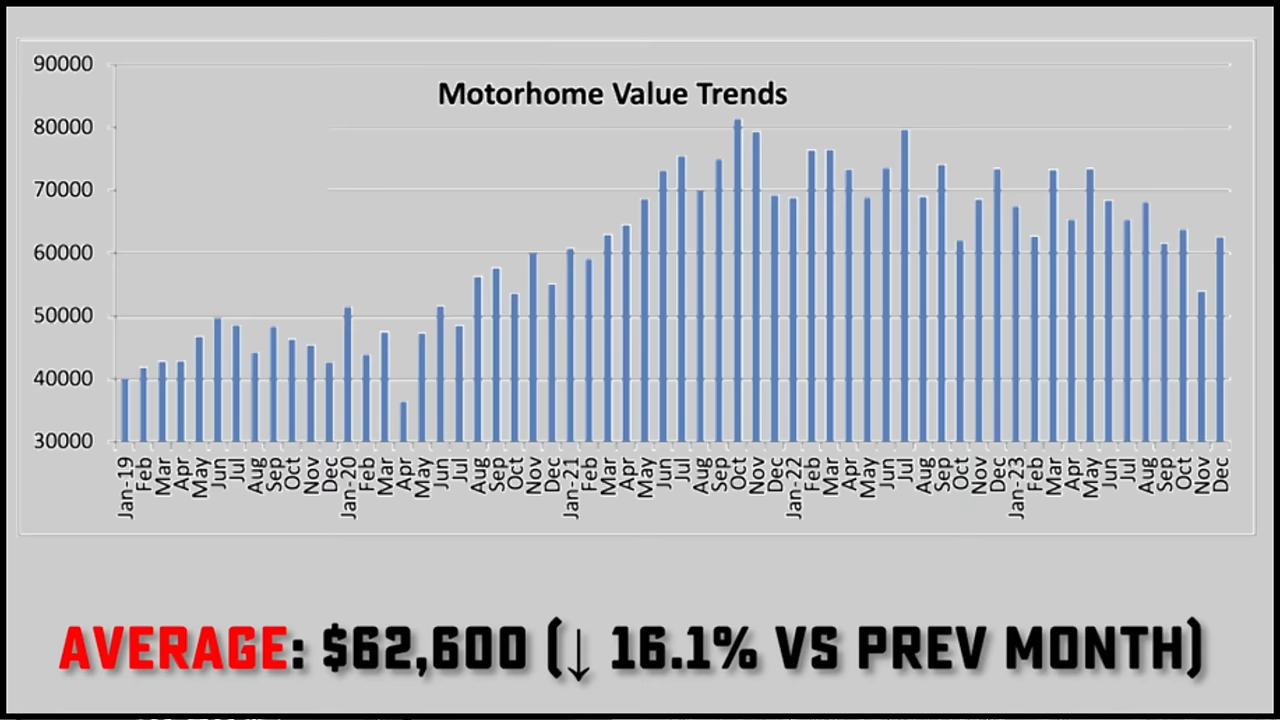 Motorhome Value Trends
90000
80000
70000
60000
50000
40000
30000
Jan-19 Feb Mar Apr May Jun Jul Aug Sep Oct Nov Dec Jan-20 Feb Mar Apr May Jun Jul Aug Sep Oct Nov Dec Jan-21 Feb Mar Apr May Jun Jul Aug Sep Oct Nov Dec Jan-22 Feb Mar Apr May Jun Jul Aug Sep Oct Nov Dec Jan-23 Feb Mar Apr May Jun Jul Aug Sep Oct Nov Dec
AVERAGE: $62,600 (↓ 16.1% VS PREV MONTH)